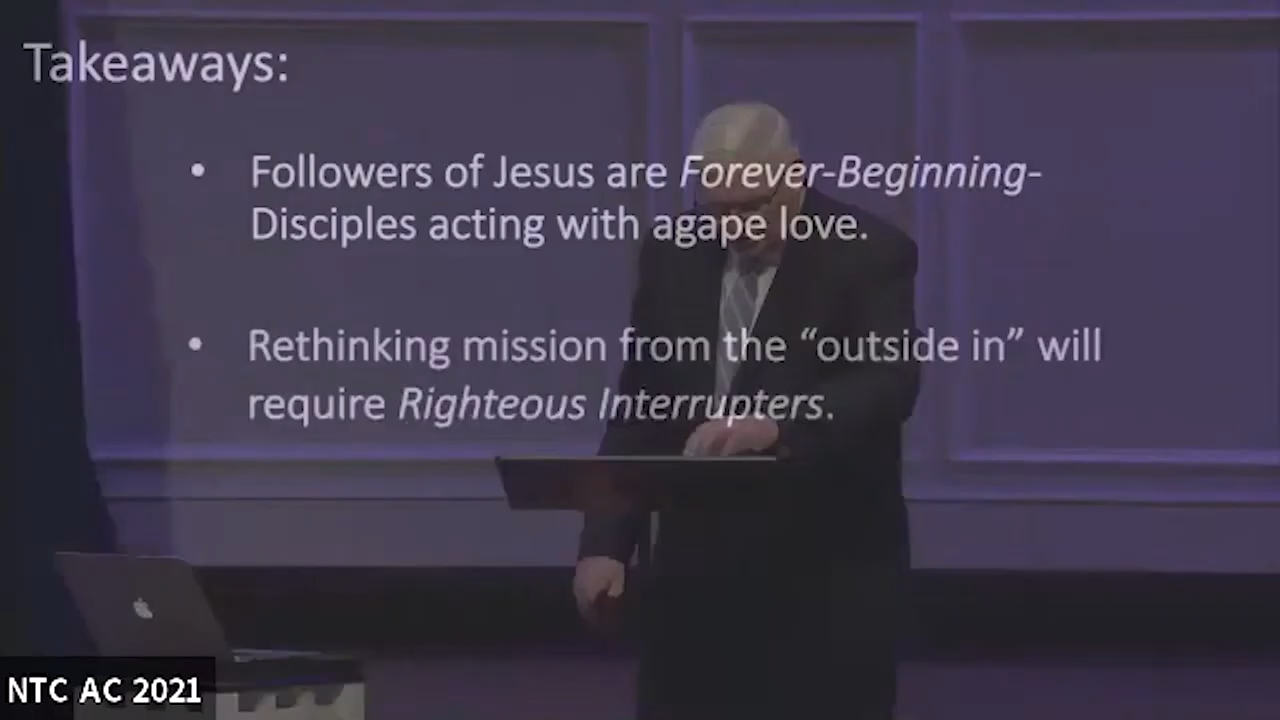 Takeaways:
• Followers of Jesus are Forever-Beginning-
Disciples acting with agape love.
• Rethinking mission from the “outside in” will
require Righteous Interrupters.
NTC AC 2021